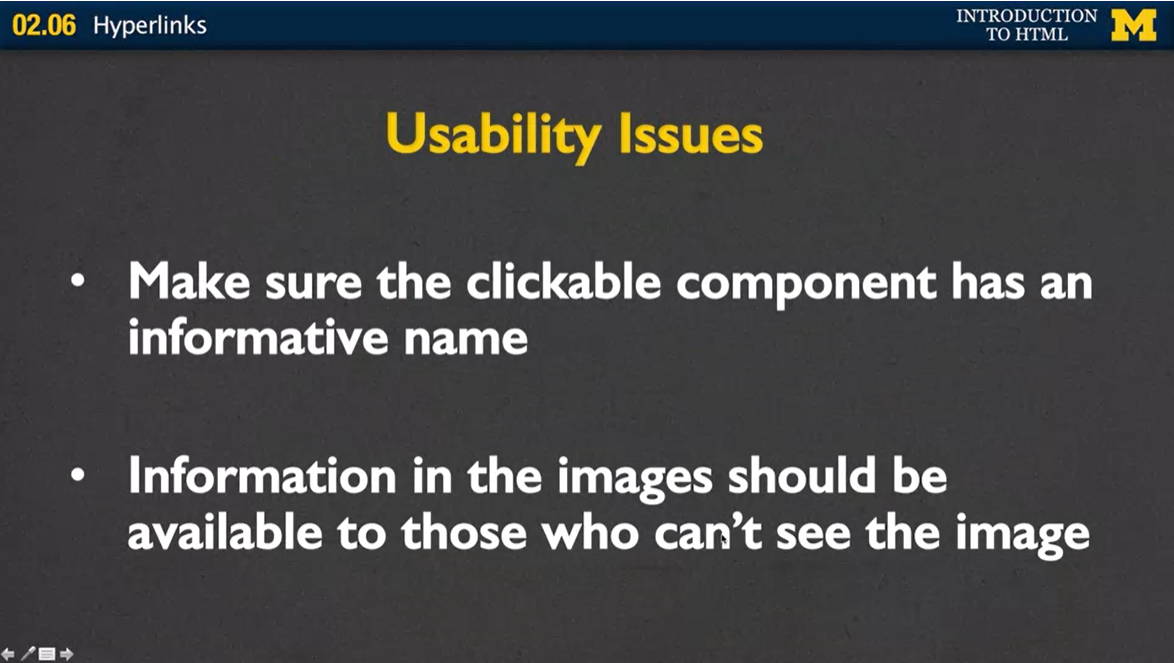 02.06 Hyperlinks
INTRODUCTION
TO HTML
M
Usability Issues
• Make sure the clickable component has an
informative name
• Information in the images should be
available to those who can't see the image